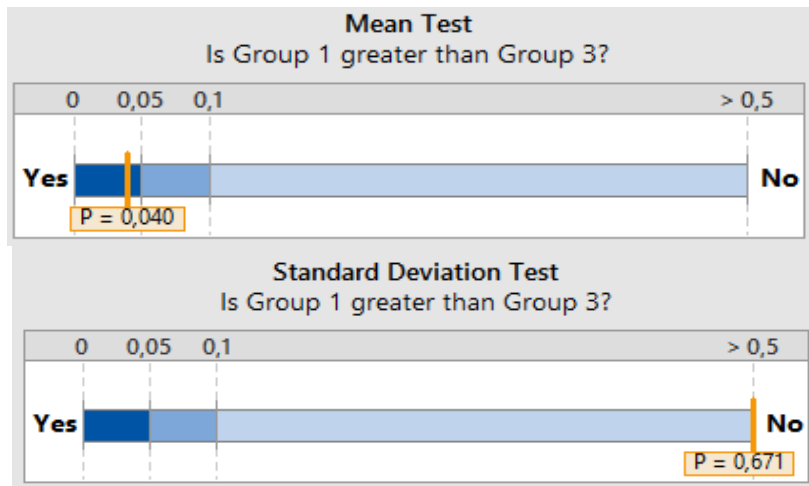 Mean Test
Is Group 1 greater than Group 3?
0 0,05 0,1 > 0,5
Yes No
P = 0,040
Standard Deviation Test
Is Group 1 greater than Group 3?
0 0,05 0,1 > 0,5
Yes No
P = 0,671